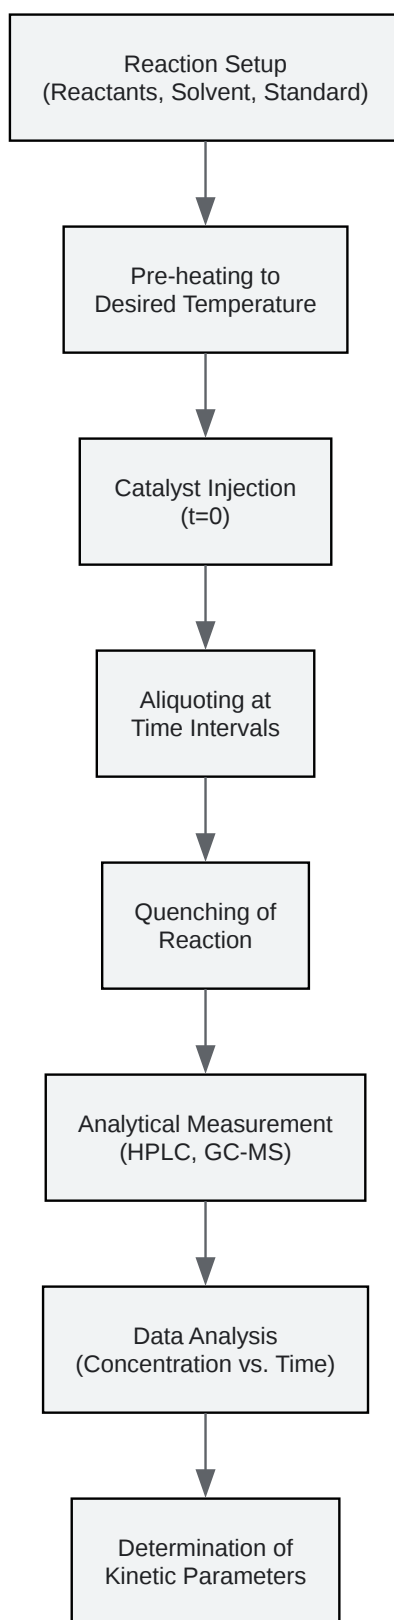 Reaction Setup
(Reactants, Solvent, Standard)
Pre-heating to
Desired Temperature
Catalyst Injection
(t=0)
Aliquoting at
Time Intervals
Quenching of
Reaction
Analytical Measurement
(HPLC, GC-MS)
Data Analysis
(Concentration vs. Time)
Determination of
Kinetic Parameters